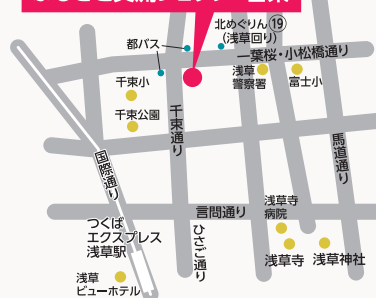 北めぐりん⑲
(浅草回り)
都バス
一葉桜・小松橋通り
千束小
浅草
警察署
富士小
千束公園
千束通り
国際通り
馬道通り
言問通り
浅草寺
病院
つくば
エクスプレス
浅草駅
ひさご通り
浅草寺
浅草神社
浅草
ビューホテル